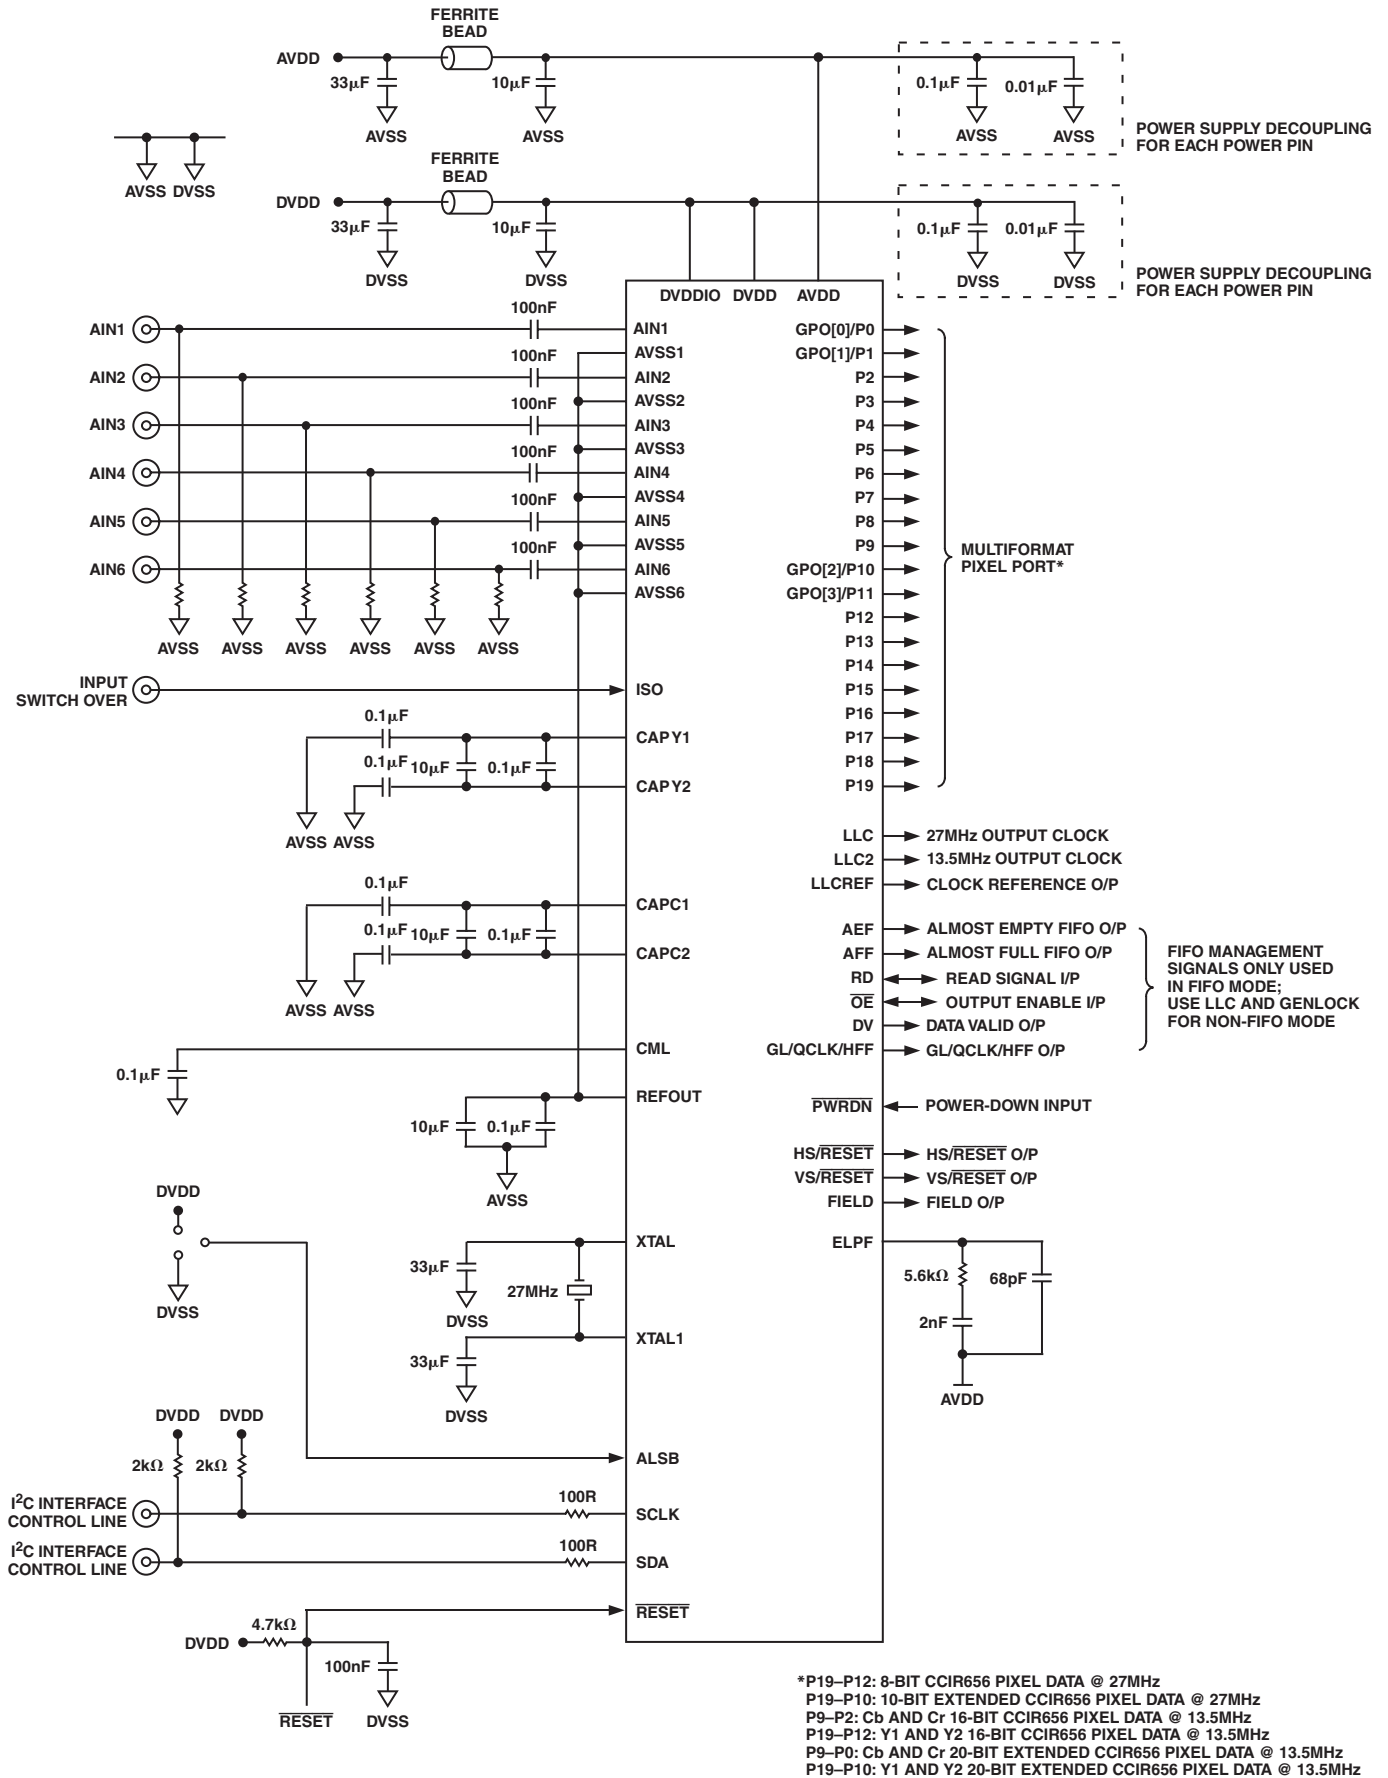 FERRITE
BEAD
AVDD
33µF
10µF
0.1µF
0.01µF
AVSS
AVSS
AVSS
AVSS
POWER SUPPLY DECOUPLING
FOR EACH POWER PIN
AVSS DVSS
FERRITE
BEAD
DVDD
33µF
10µF
0.1µF
0.01µF
DVSS
DVSS
DVSS
DVSS
POWER SUPPLY DECOUPLING
FOR EACH POWER PIN
DVDDIO DVDD AVDD
AIN1
100nF
AIN1
AVSS1
AIN2
100nF
AIN2
AVSS2
AIN3
100nF
AIN3
AVSS3
AIN4
100nF
AIN4
AVSS4
AIN5
100nF
AIN5
AVSS5
AIN6
100nF
AIN6
AVSS6
AVSS AVSS AVSS AVSS AVSS AVSS
INPUT
SWITCH OVER
ISO
0.1µF
CAPY1
0.1µF
10µF
0.1µF
CAPY2
AVSS AVSS
0.1µF
CAPC1
0.1µF
10µF
0.1µF
CAPC2
AVSS AVSS
CML
0.1µF
REFOUT
10µF
0.1µF
AVSS
DVDD
DVSS
XTAL
33µF
DVSS
27MHz
XTAL1
33µF
DVSS
DVDD DVDD
2kΩ
2kΩ
ALSB
I2C INTERFACE
CONTROL LINE
100R
SCLK
I2C INTERFACE
CONTROL LINE
100R
SDA
RESET
DVDD
4.7kΩ
100nF
RESET
DVSS
GPO[0]/P0
GPO[1]/P1
P2
P3
P4
P5
P6
P7
P8
P9
GPO[2]/P10
GPO[3]/P11
P12
P13
P14
P15
P16
P17
P18
P19
MULTIFORMAT
PIXEL PORT*
LLC
27MHz OUTPUT CLOCK
LLC2
13.5MHz OUTPUT CLOCK
LLCREF
CLOCK REFERENCE O/P
AEF
ALMOST EMPTY FIFO O/P
AFF
ALMOST FULL FIFO O/P
RD
READ SIGNAL I/P
OE
OUTPUT ENABLE I/P
DV
DATA VALID O/P
GL/QCLK/HFF
GL/QCLK/HFF O/P
FIFO MANAGEMENT
SIGNALS ONLY USED
IN FIFO MODE;
USE LLC AND GENLOCK
FOR NON-FIFO MODE
PWRDN
POWER-DOWN INPUT
HS/RESET
HS/RESET O/P
VS/RESET
VS/RESET O/P
FIELD
FIELD O/P
ELPF
5.6kΩ
68pF
2nF
AVDD
*P19–P12: 8-BIT CCIR656 PIXEL DATA @ 27MHz
P19–P10: 10-BIT EXTENDED CCIR656 PIXEL DATA @ 27MHz
P9–P2: Cb AND Cr 16-BIT CCIR656 PIXEL DATA @ 13.5MHz
P19–P12: Y1 AND Y2 16-BIT CCIR656 PIXEL DATA @ 13.5MHz
P9–P0: Cb AND Cr 20-BIT EXTENDED CCIR656 PIXEL DATA @ 13.5MHz
P19–P10: Y1 AND Y2 20-BIT EXTENDED CCIR656 PIXEL DATA @ 13.5MHz